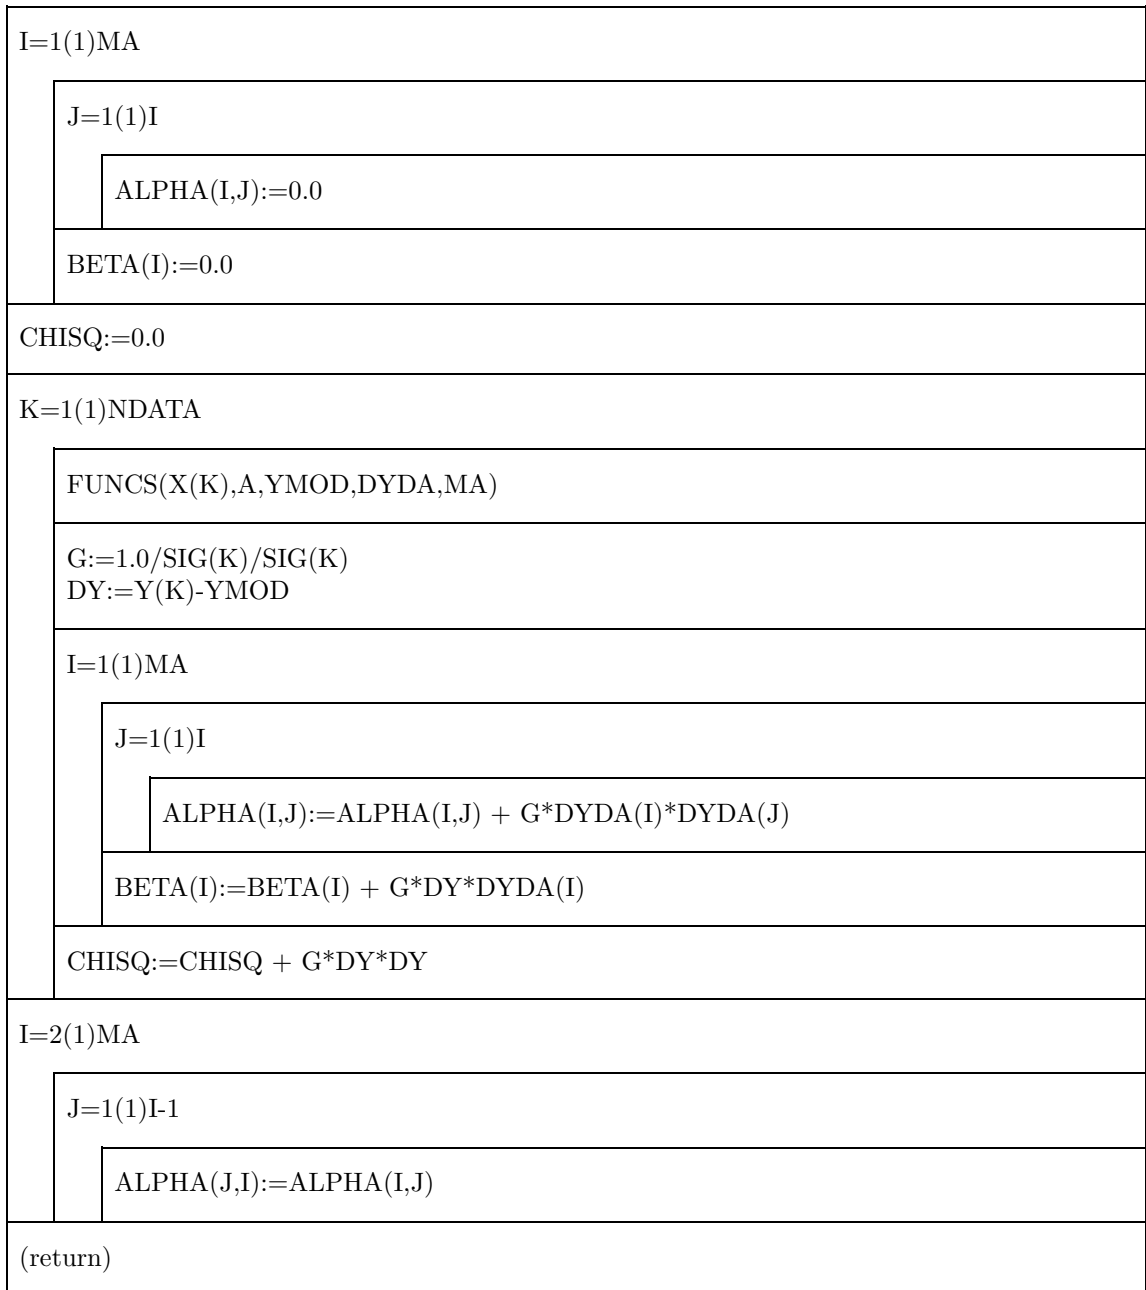 I=1(1)MA
J=1(1)I
ALPHA(I,J):=0.0
BETA(I):=0.0
CHISQ:=0.0
K=1(1)NDATA
FUNCS(X(K),A,YMOD,DYDA,MA)
G:=1.0/SIG(K)/SIG(K)
DY:=Y(K)-YMOD
I=1(1)MA
J=1(1)I
ALPHA(I,J):=ALPHA(I,J) + G*DYDA(I)*DYDA(J)
BETA(I):=BETA(I) + G*DY*DYDA(I)
CHISQ:=CHISQ + G*DY*DY
I=2(1)MA
J=1(1)I-1
ALPHA(J,I):=ALPHA(I,J)
(return)